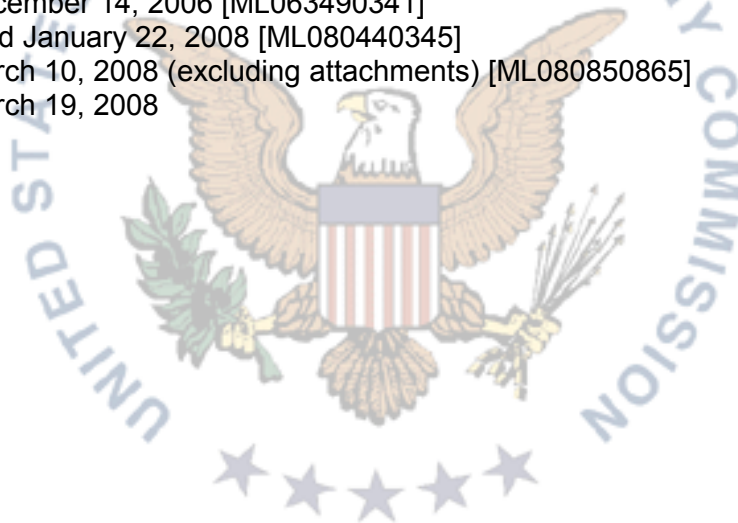 cember 14, 2006 [ML063490341]
d January 22, 2008 [ML080440345]
rch 10, 2008 (excluding attachments) [ML080850865]
rch 19, 2008
UNITED STATE
Y COMMISSION